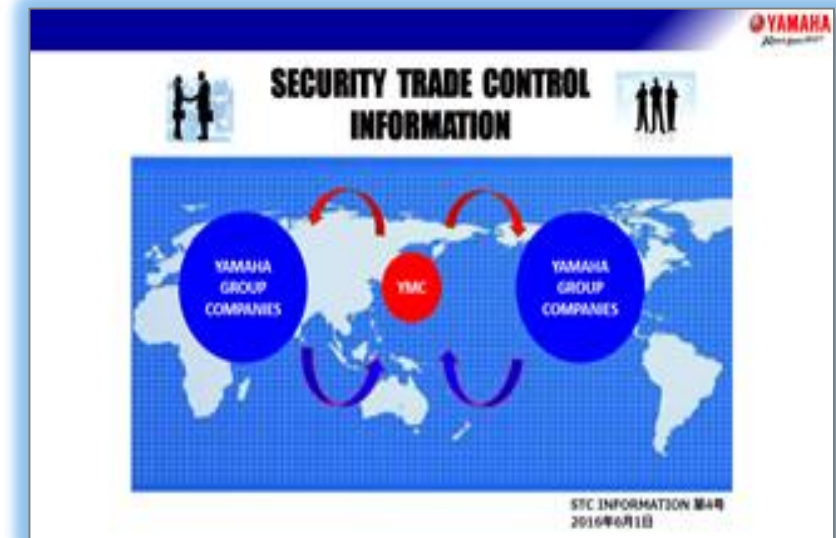 YAMAHA
SECURITY TRADE CONTROL
INFORMATION
YAMAHA
GROUP
COMPANIES
YMC
YAMAHA
GROUP
COMPANIES
STC INFORMATION 第4号
2016年6月1日